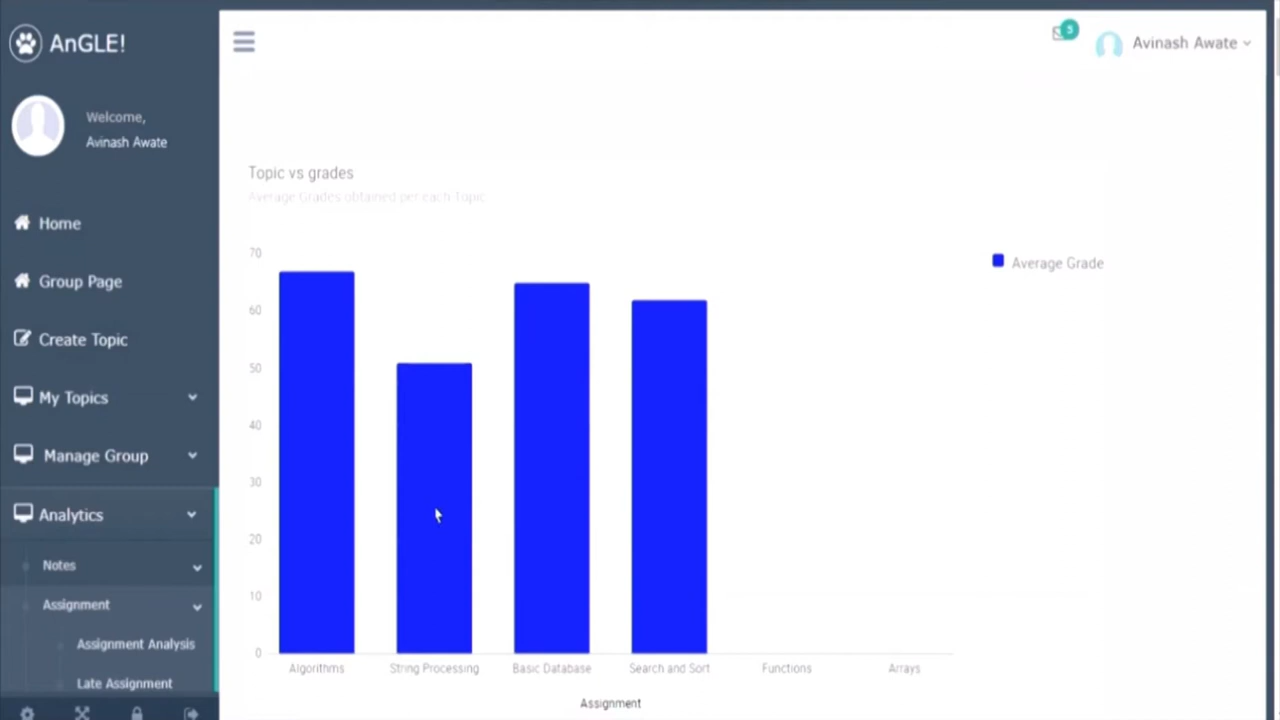 AnGLE!
Welcome,
Avinash Awate
Home
Group Page
Create Topic
My Topics
Manage Group
Analytics
Notes
Assignment
Assignment Analysis
Late Assignment
5
Avinash Awate
Topic vs grades
Average Grades obtained per each Topic
70
60
50
40
30
20
10
0
Algorithms String Processing Basic Database Search and Sort Functions Arrays
Assignment
Average Grade